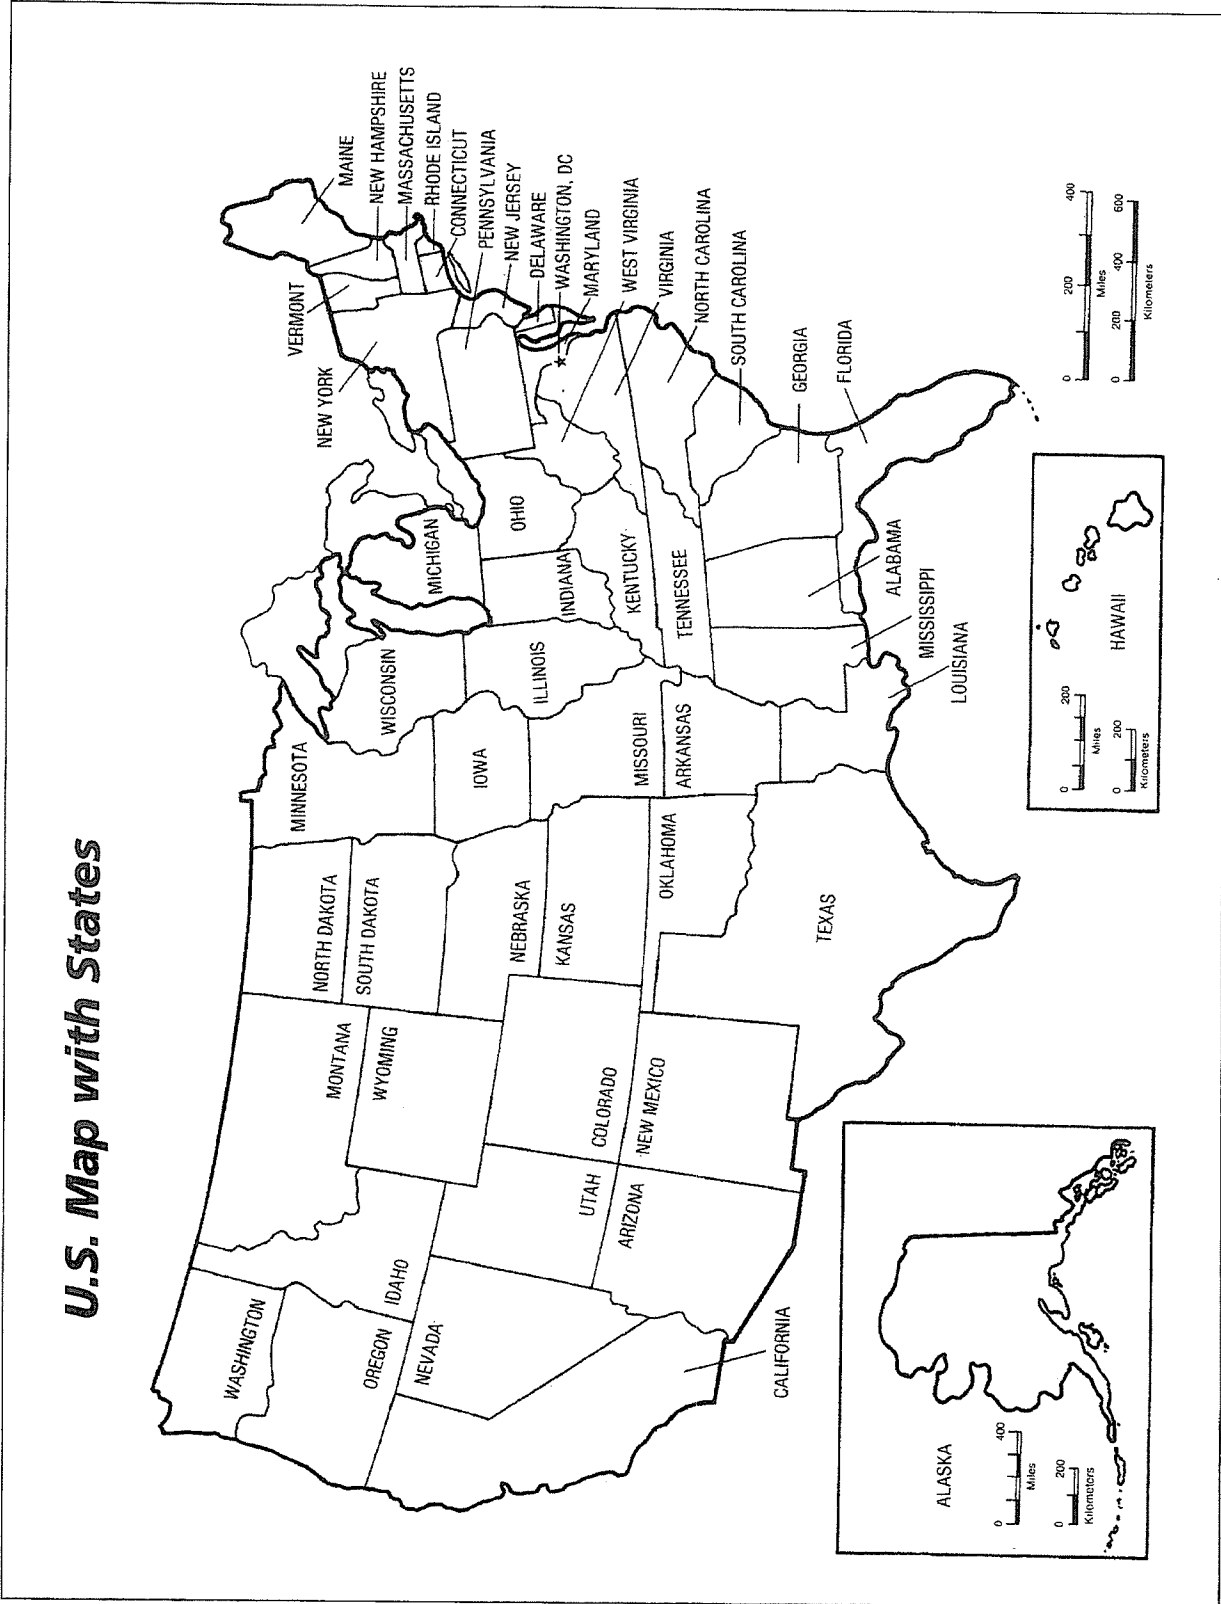 U.S. Map with States
WASHINGTON
OREGON
IDAHO
MONTANA
WYOMING
NEVADA
CALIFORNIA
UTAH
ARIZONA
COLORADO
NEW MEXICO
NORTH DAKOTA
SOUTH DAKOTA
NEBRASKA
KANSAS
OKLAHOMA
TEXAS
MINNESOTA
IOWA
MISSOURI
ARKANSAS
LOUISIANA
WISCONSIN
ILLINOIS
MICHIGAN
INDIANA
OHIO
KENTUCKY
TENNESSEE
MISSISSIPPI
ALABAMA
NEW YORK
VERMONT
MAINE
NEW HAMPSHIRE
MASSACHUSETTS
RHODE ISLAND
CONNECTICUT
PENNSYLVANIA
NEW JERSEY
DELAWARE
WASHINGTON, DC
MARYLAND
WEST VIRGINIA
VIRGINIA
NORTH CAROLINA
SOUTH CAROLINA
GEORGIA
FLORIDA
ALASKA
0 400
Miles
0 200
Kilometers
HAWAII
0 200
Miles
0 200
Kilometers
0 200 400
Miles
0 200 400 600
Kilometers